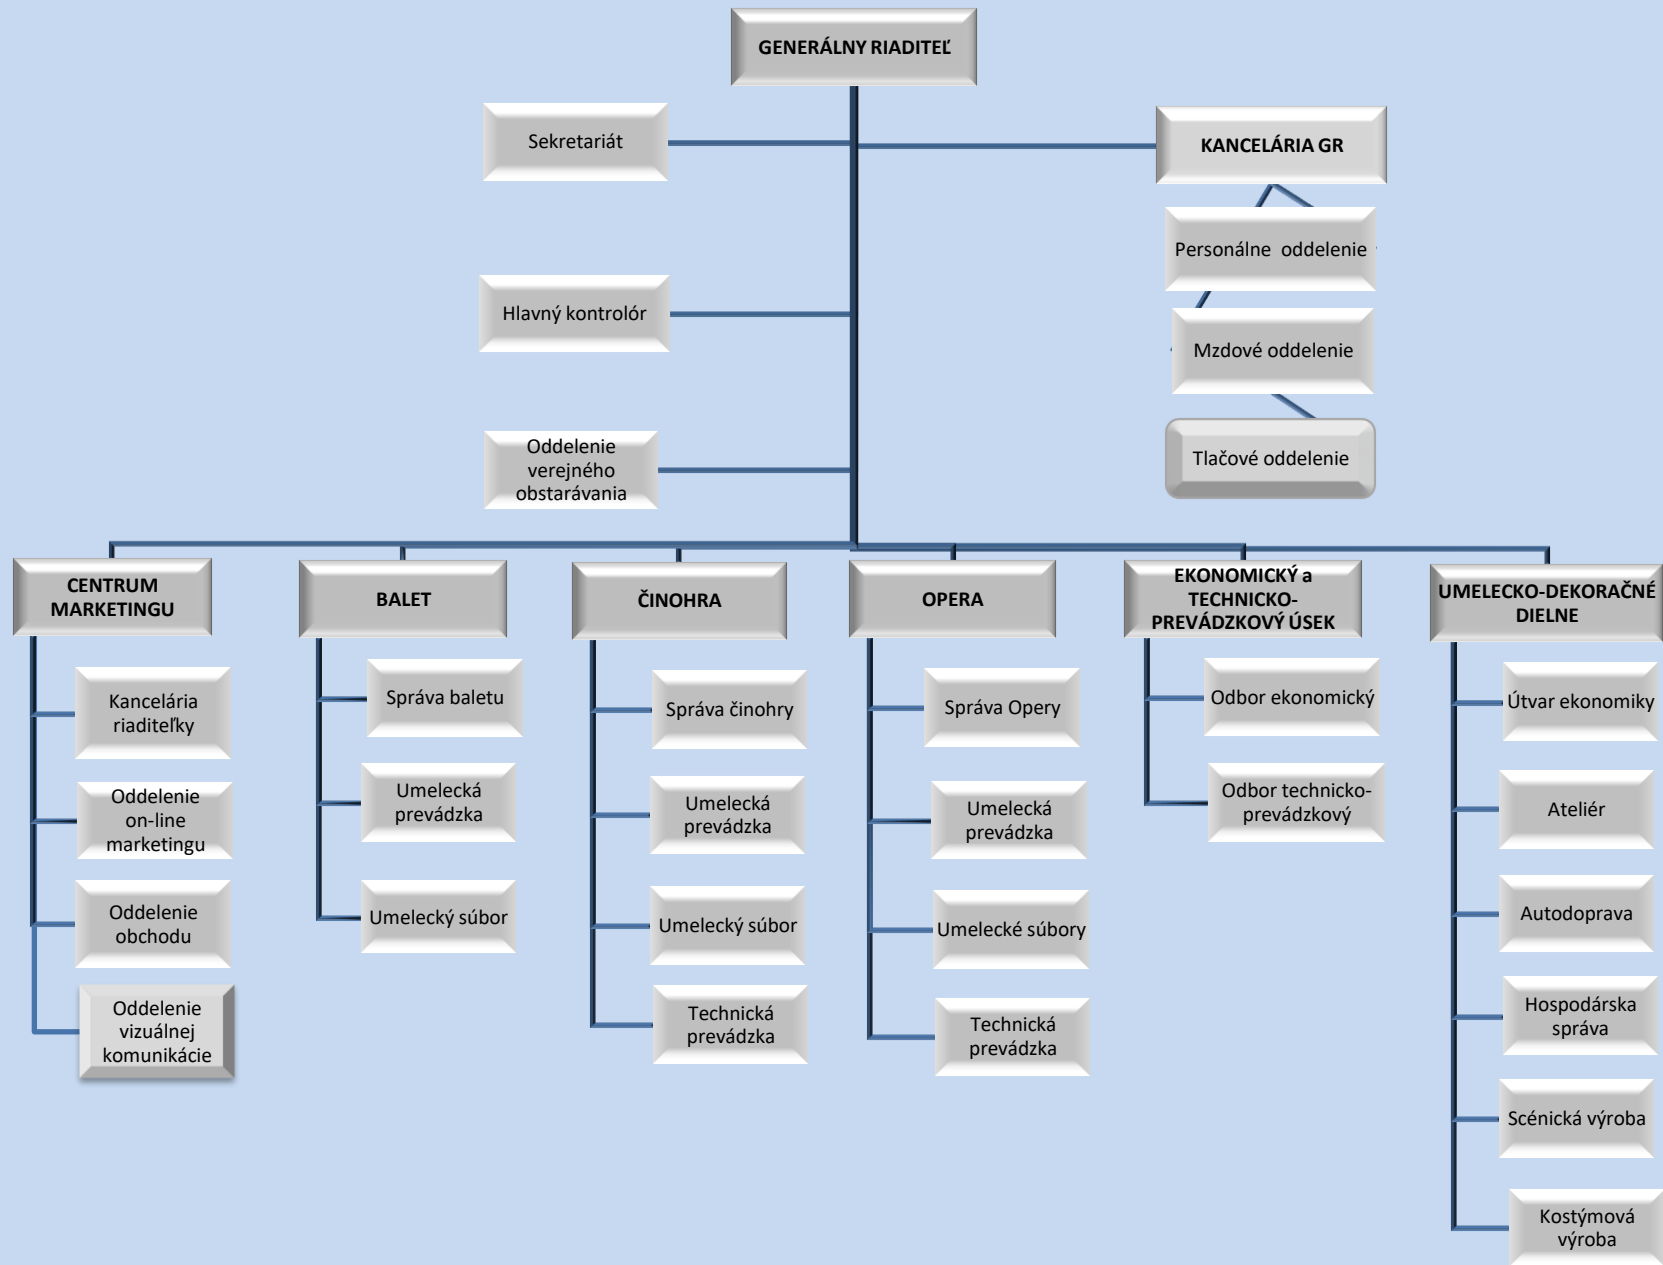 GENERÁLNY RIADITEĽ
Sekretariát
KANCELÁRIA GR
Personálne oddelenie
Hlavný kontrolór
Mzdové oddelenie
Oddelenie
verejného
obstarávania
Tlačové oddelenie
CENTRUM
MARKETINGU
Kancelária
riaditeľky
Oddelenie
on-line
marketingu
Oddelenie
obchodu
Oddelenie
vizuálnej
komunikácie
BALET
Správa baletu
Umelecká
prevádzka
Umelecký súbor
ČINOHRA
Správa činohry
Umelecká
prevádzka
Umelecký súbor
Technická
prevádzka
OPERA
Správa Opery
Umelecká
prevádzka
Umelecké súbory
Technická
prevádzka
EKONOMICKÝ a
TECHNICKO-
PREVÁDZKOVÝ ÚSEK
Odbor ekonomický
Odbor technicko-
prevádzkový
UMELECKO-DEKORAČNÉ
DIELNE
Útvar ekonomiky
Ateliér
Autodoprava
Hospodárska
správa
Scénická výroba
Kostýmová
výroba